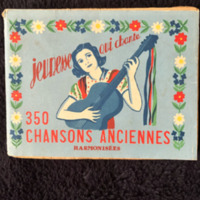 jeunesse qui chante
350
CHANSONS ANCIENNES
HARMONISÉES